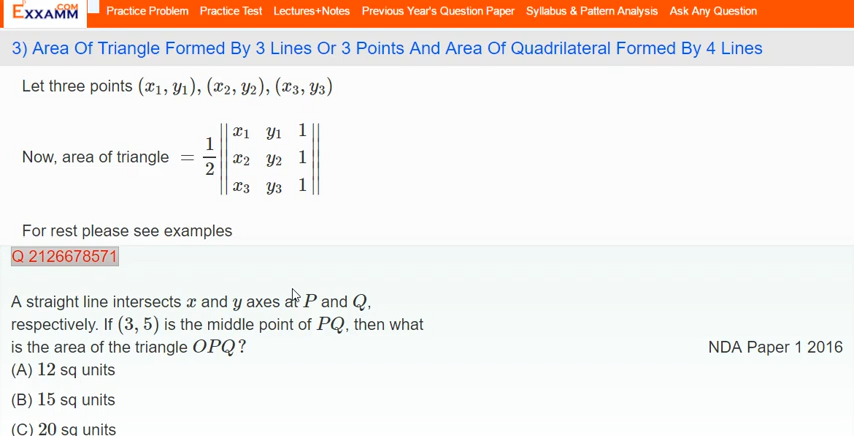 EXXAMM .COM Practice Problem Practice Test Lectures+Notes Previous Year's Question Paper Syllabus & Pattern Analysis Ask Any Question
3) Area Of Triangle Formed By 3 Lines Or 3 Points And Area Of Quadrilateral Formed By 4 Lines
Let three points (x₁, y₁), (x₂, y₂), (x₃, y₃)
x₁ y₁ 1
Now, area of triangle = 1/2 || x₂ y₂ 1 ||
x₃ y₃ 1
For rest please see examples
Q 2126678571
A straight line intersects x and y axes at P and Q,
respectively. If (3, 5) is the middle point of PQ, then what
is the area of the triangle OPQ?
NDA Paper 1 2016
(A) 12 sq units
(B) 15 sq units
(C) 20 sq units